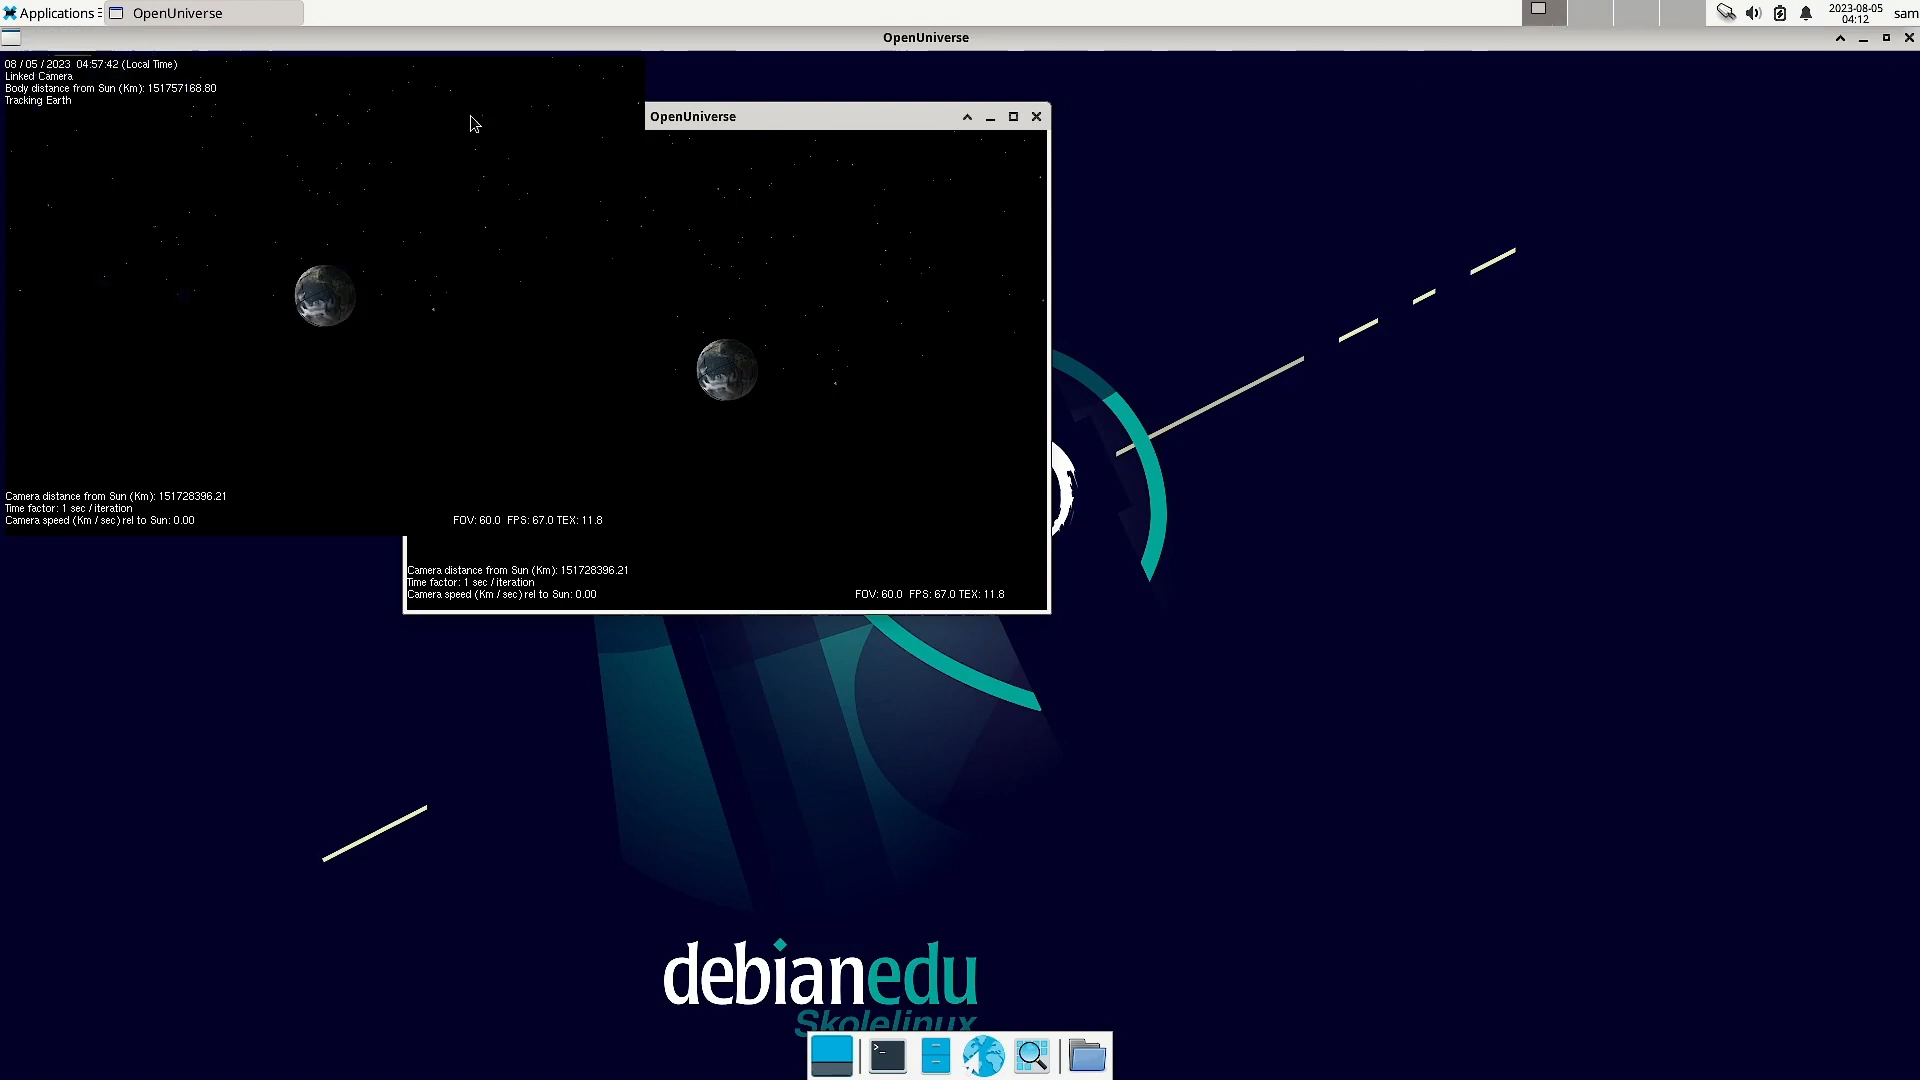 Applications
OpenUniverse
2023-08-05
04:12
sam
OpenUniverse
08 / 05 / 2023 04:57:42 (Local Time)
Linked Camera
Body distance from Sun (Km): 151757168.80
Tracking Earth
OpenUniverse
Camera distance from Sun (Km): 151728396.21
Time factor: 1 sec / iteration
Camera speed (Km / sec) rel to Sun: 0.00
FOV: 60.0 FPS: 67.0 TEX: 11.8
Camera distance from Sun (Km): 151728396.21
Time factor: 1 sec / iteration
Camera speed (Km / sec) rel to Sun: 0.00
FOV: 60.0 FPS: 67.0 TEX: 11.8
debianedu
Skolelinux